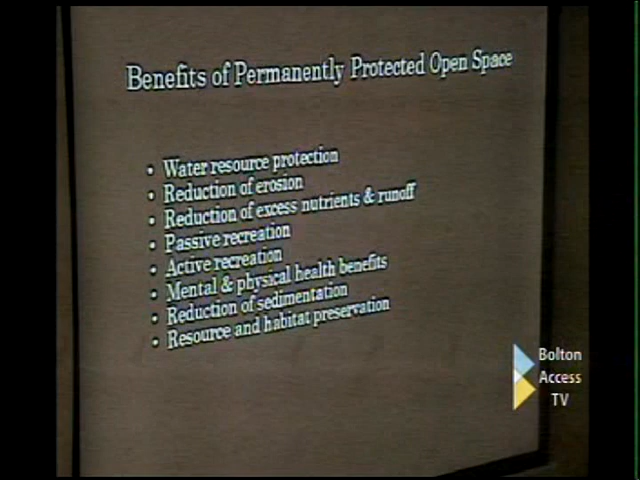 Benefits of Permanently Protected Open Space
• Water resource protection
• Reduction of erosion
• Reduction of excess nutrients & runoff
• Passive recreation
• Active recreation
• Mental & physical health benefits
• Reduction of sedimentation
• Resource and habitat preservation
Bolton
Access
TV